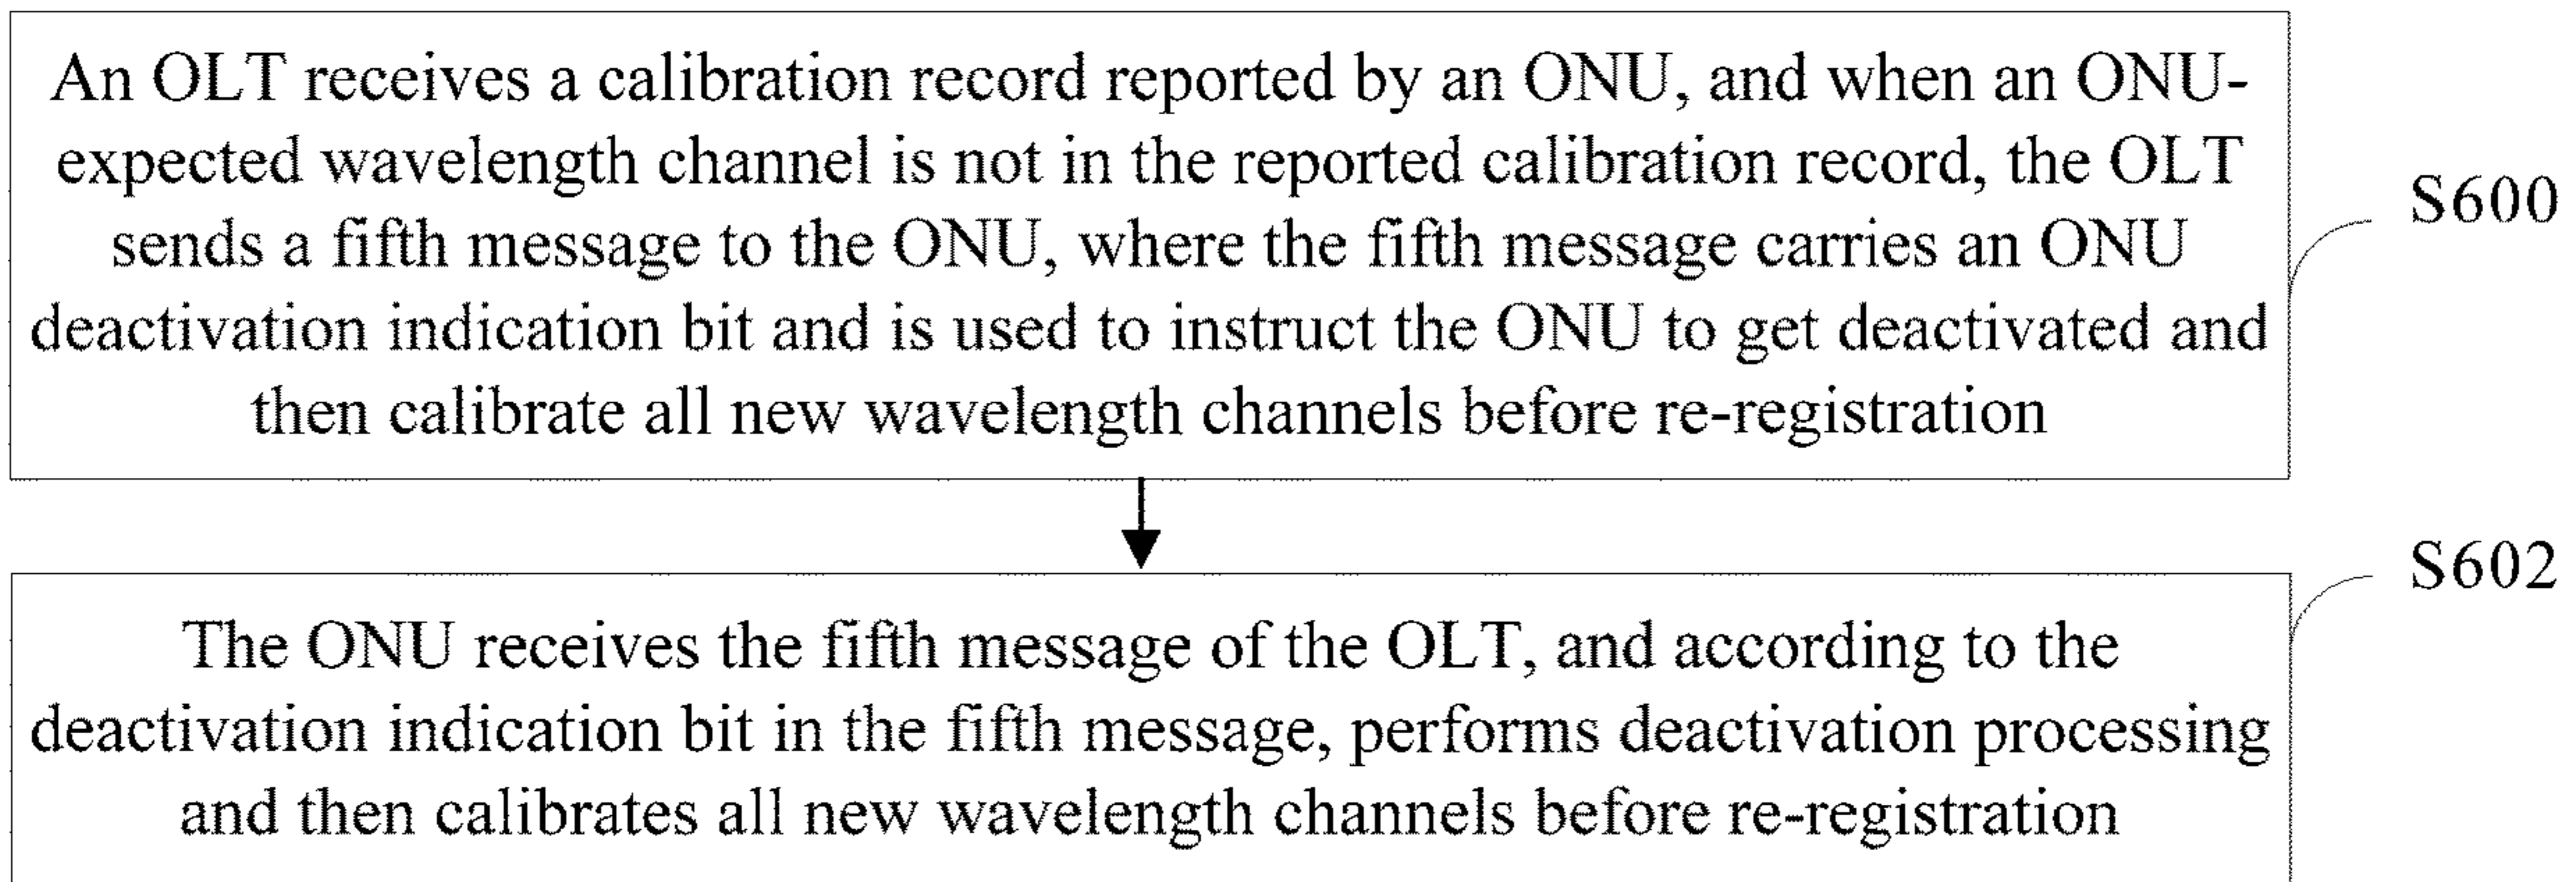 An OLT receives a calibration record reported by an ONU, and when an ONU-
expected wavelength channel is not in the reported calibration record, the OLT
sends a fifth message to the ONU, where the fifth message carries an ONU
deactivation indication bit and is used to instruct the ONU to get deactivated and
then calibrate all new wavelength channels before re-registration
S600
S602
The ONU receives the fifth message of the OLT, and according to the
deactivation indication bit in the fifth message, performs deactivation processing
and then calibrates all new wavelength channels before re-registration